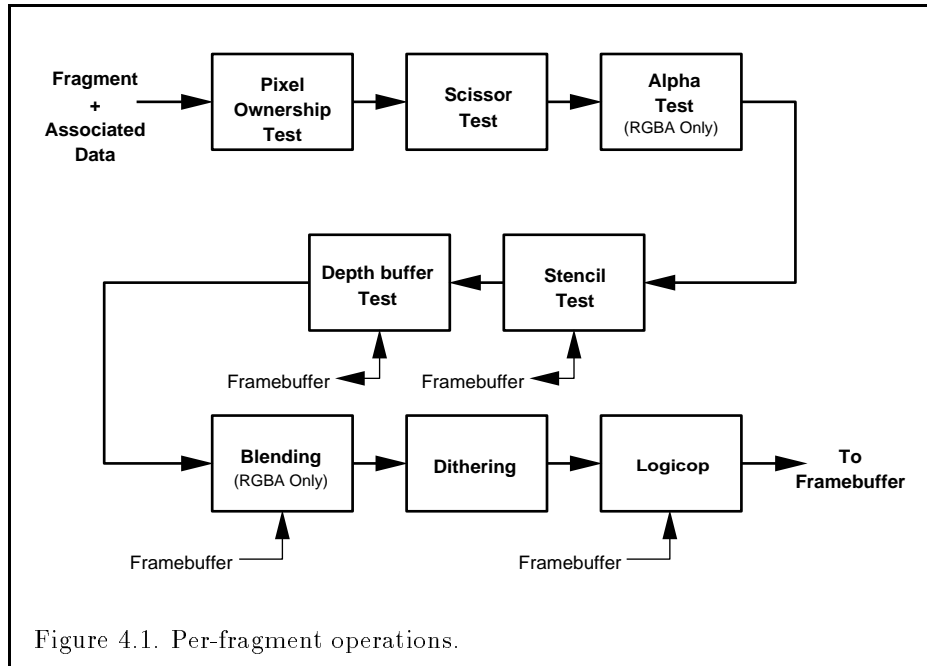 Fragment
+
Associated
Data
Pixel
Ownership
Test
Scissor
Test
Alpha
Test
(RGBA Only)
Depth buffer
Test
Stencil
Test
Framebuffer
Framebuffer
Blending
(RGBA Only)
Dithering
Logicop
To
Framebuffer
Framebuffer
Framebuffer
Figure 4.1. Per-fragment operations.